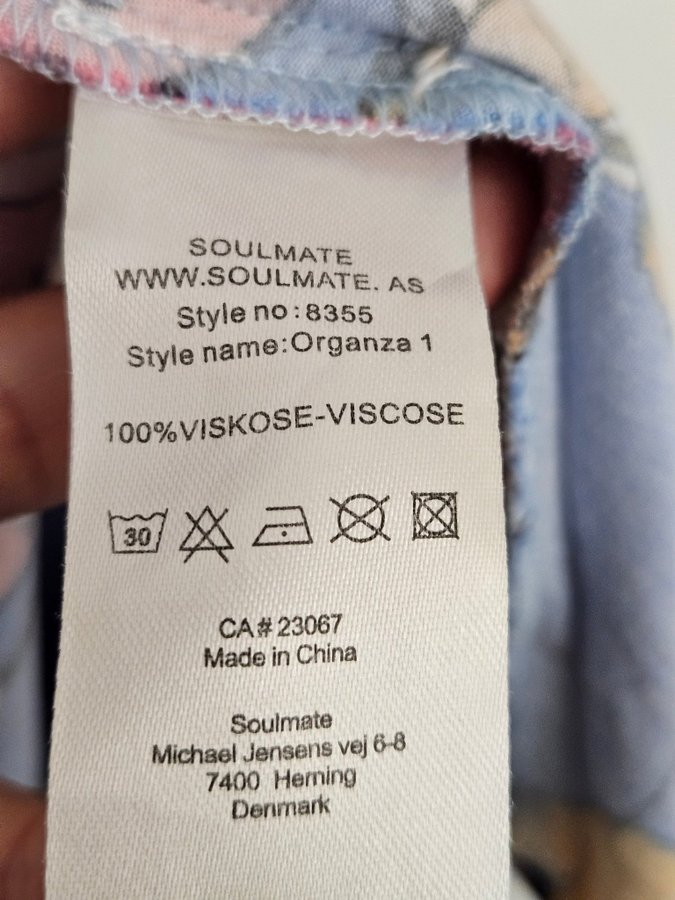 SOULMATE
WWW.SOULMATE. AS
Style no:8355
Style name:Organza 1
100%VISKOSE-VISCOSE
30
CA#23067
Made in China
Soulmate
Michael Jensens vej 6-8
7400 Herning
Denmark